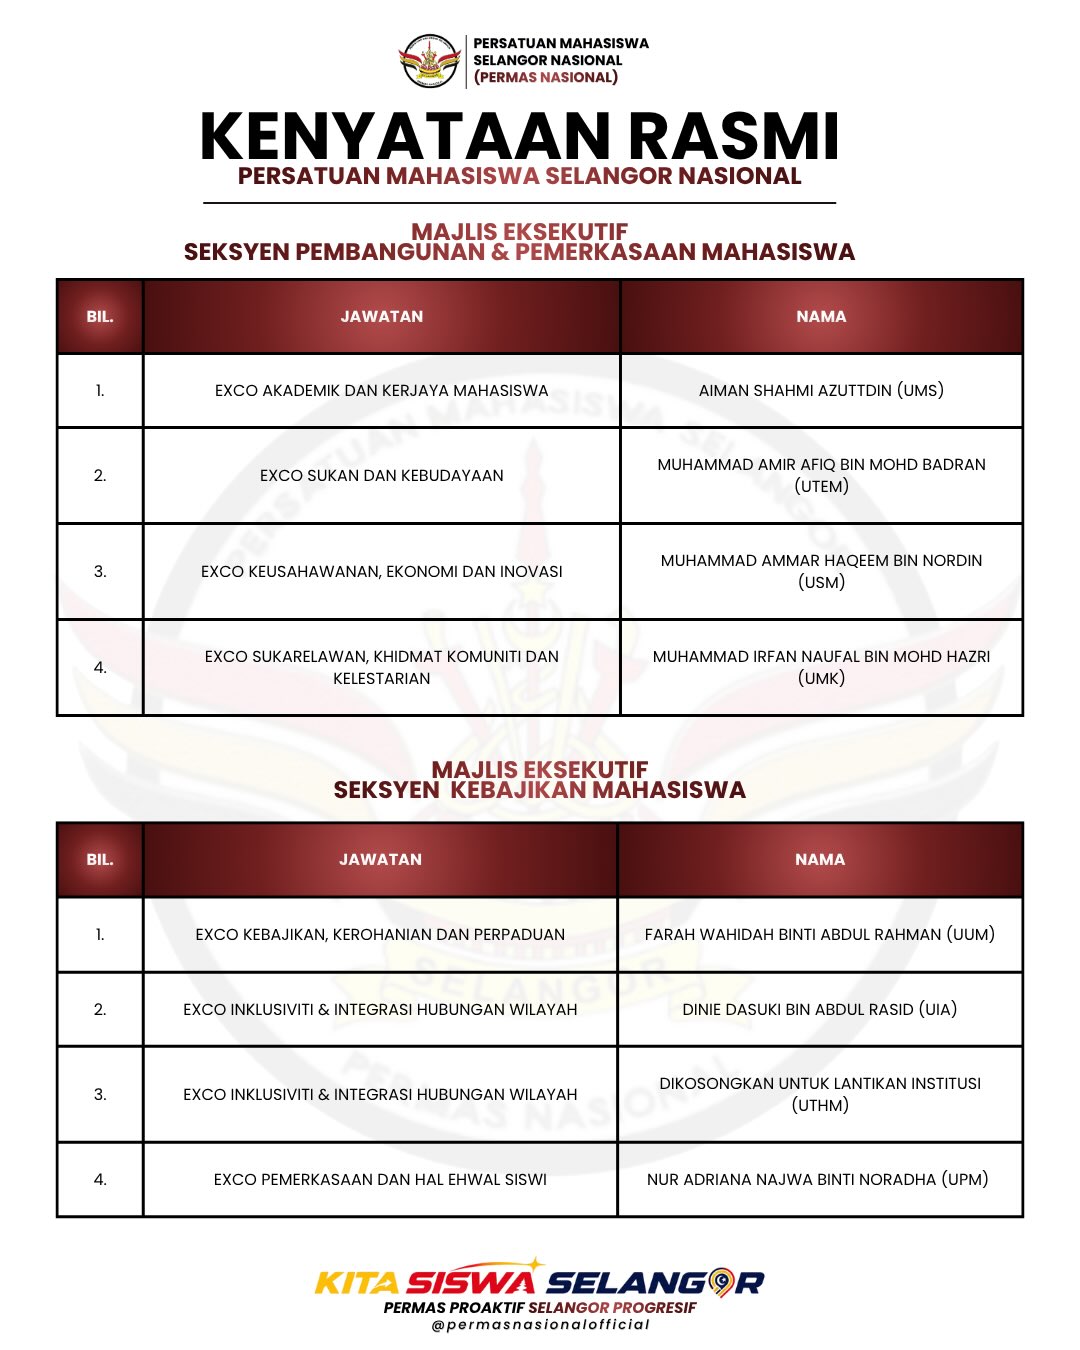 PERSATUAN MAHASISWA
SELANGOR NASIONAL
(PERMAS NASIONAL)
KENYATAAN RASMI
PERSATUAN MAHASISWA SELANGOR NASIONAL
MAJLIS EKSEKUTIF
SEKSYEN PEMBANGUNAN & PEMERKASAAN MAHASISWA
BIL. JAWATAN NAMA
1. EXCO AKADEMIK DAN KERJAYA MAHASISWA AIMAN SHAHMI AZUTTDIN (UMS)
2. EXCO SUKAN DAN KEBUDAYAAN MUHAMMAD AMIR AFIQ BIN MOHD BADRAN
(UTEM)
3. EXCO KEUSAHAWANAN, EKONOMI DAN INOVASI MUHAMMAD AMMAR HAQEEM BIN NORDIN
(USM)
4. EXCO SUKARELAWAN, KHIDMAT KOMUNITI DAN
KELESTARIAN
MUHAMMAD IRFAN NAUFAL BIN MOHD HAZRI
(UMK)
MAJLIS EKSEKUTIF
SEKSYEN KEBAJIKAN MAHASISWA
BIL. JAWATAN NAMA
1. EXCO KEBAJIKAN, KEROHANIAN DAN PERPADUAN FARAH WAHIDAH BINTI ABDUL RAHMAN (UUM)
2. EXCO INKLUSIVITI & INTEGRASI HUBUNGAN WILAYAH DINIE DASUKI BIN ABDUL RASID (UIA)
3. EXCO INKLUSIVITI & INTEGRASI HUBUNGAN WILAYAH DIKOSONGKAN UNTUK LANTIKAN INSTITUSI
(UTHM)
4. EXCO PEMERKASAAN DAN HAL EHWAL SISWI NUR ADRIANA NAJWA BINTI NORADHA (UPM)
PERSATUAN MAHASISWA SELANGOR
SELANGOR
PERMAS NASIONAL
KITA SISWA SELANGOR
PERMAS PROAKTIF SELANGOR PROGRESIF
@permasnasionalofficial